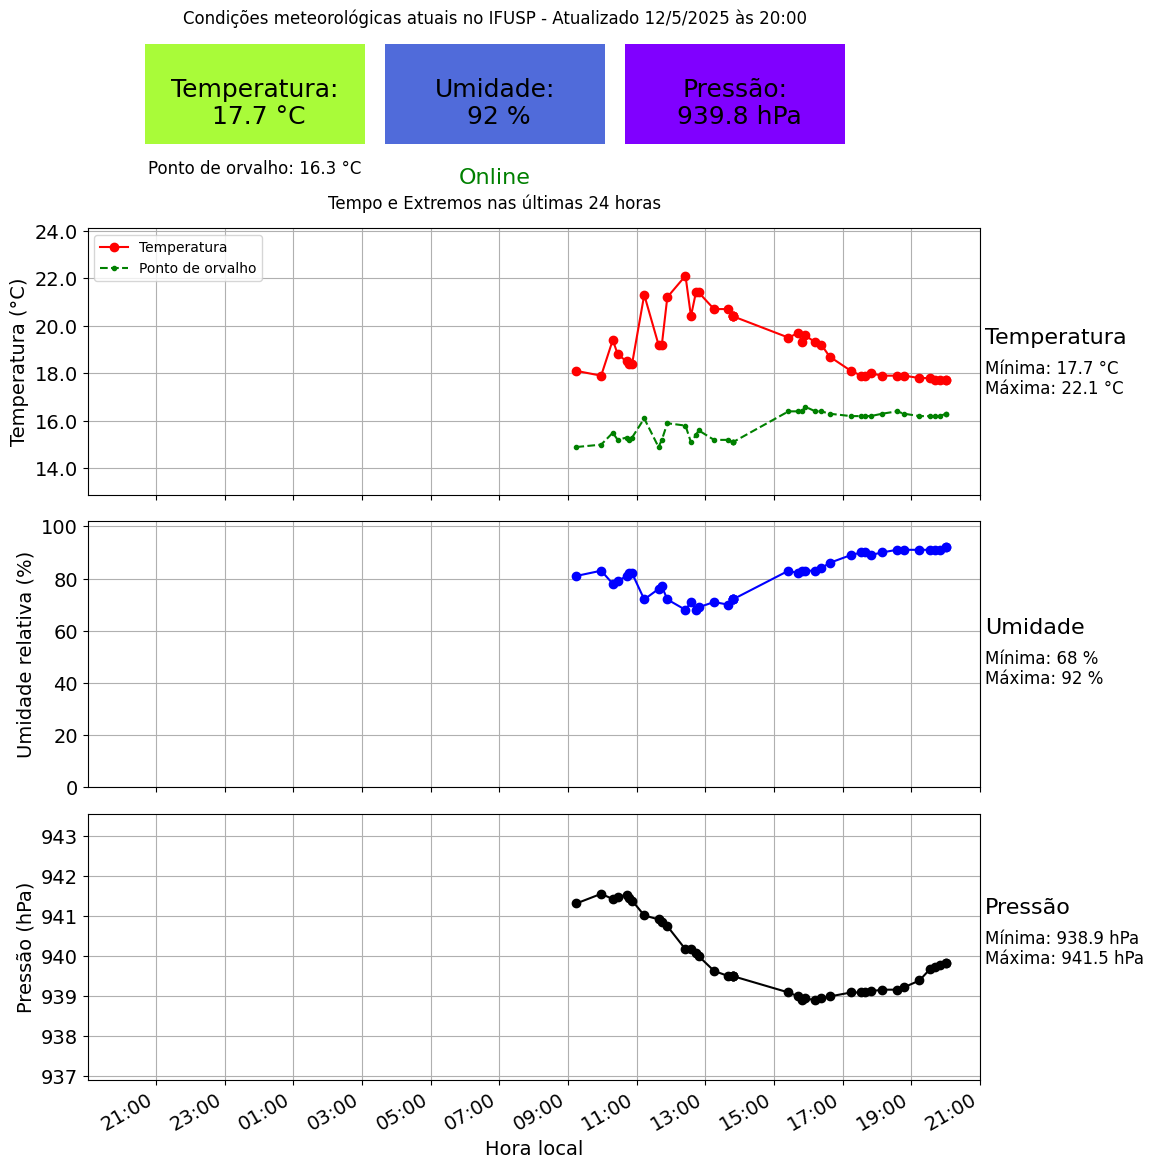 Condições meteorológicas atuais no IFUSP - Atualizado 12/5/2025 às 20:00
Temperatura:
17.7 °C
Umidade:
92 %
Pressão:
939.8 hPa
Ponto de orvalho: 16.3 °C
Online
Tempo e Extremos nas últimas 24 horas
Temperatura
Ponto de orvalho
Temperatura (°C)
24.0
22.0
20.0
18.0
16.0
14.0
Temperatura
Mínima: 17.7 °C
Máxima: 22.1 °C
Umidade relativa (%)
100
80
60
40
20
0
Umidade
Mínima: 68 %
Máxima: 92 %
Pressão (hPa)
943
942
941
940
939
938
937
Pressão
Mínima: 938.9 hPa
Máxima: 941.5 hPa
21:00
23:00
01:00
03:00
05:00
07:00
09:00
11:00
13:00
15:00
17:00
19:00
21:00
Hora local